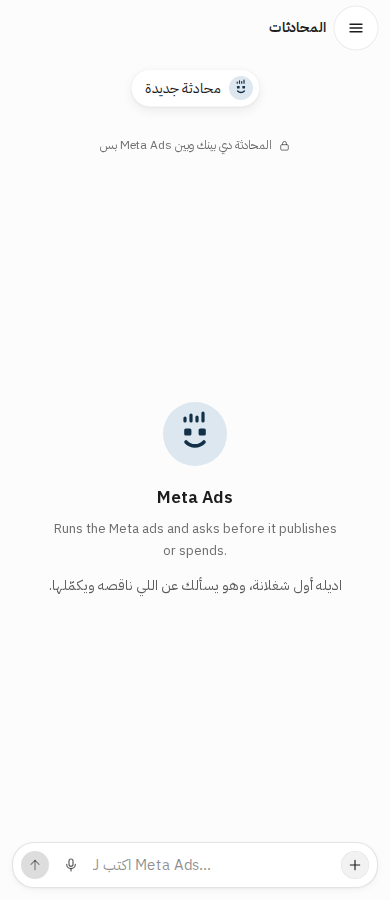 المحادثات
محادثة جديدة
المحادثة دي بينك وبين Meta Ads بس
Meta Ads
Runs the Meta ads and asks before it publishes
or spends.
اديله أول شغلانة، وهو يسألك عن اللي ناقصه ويكمّلها.
اكتب لـ Meta Ads...